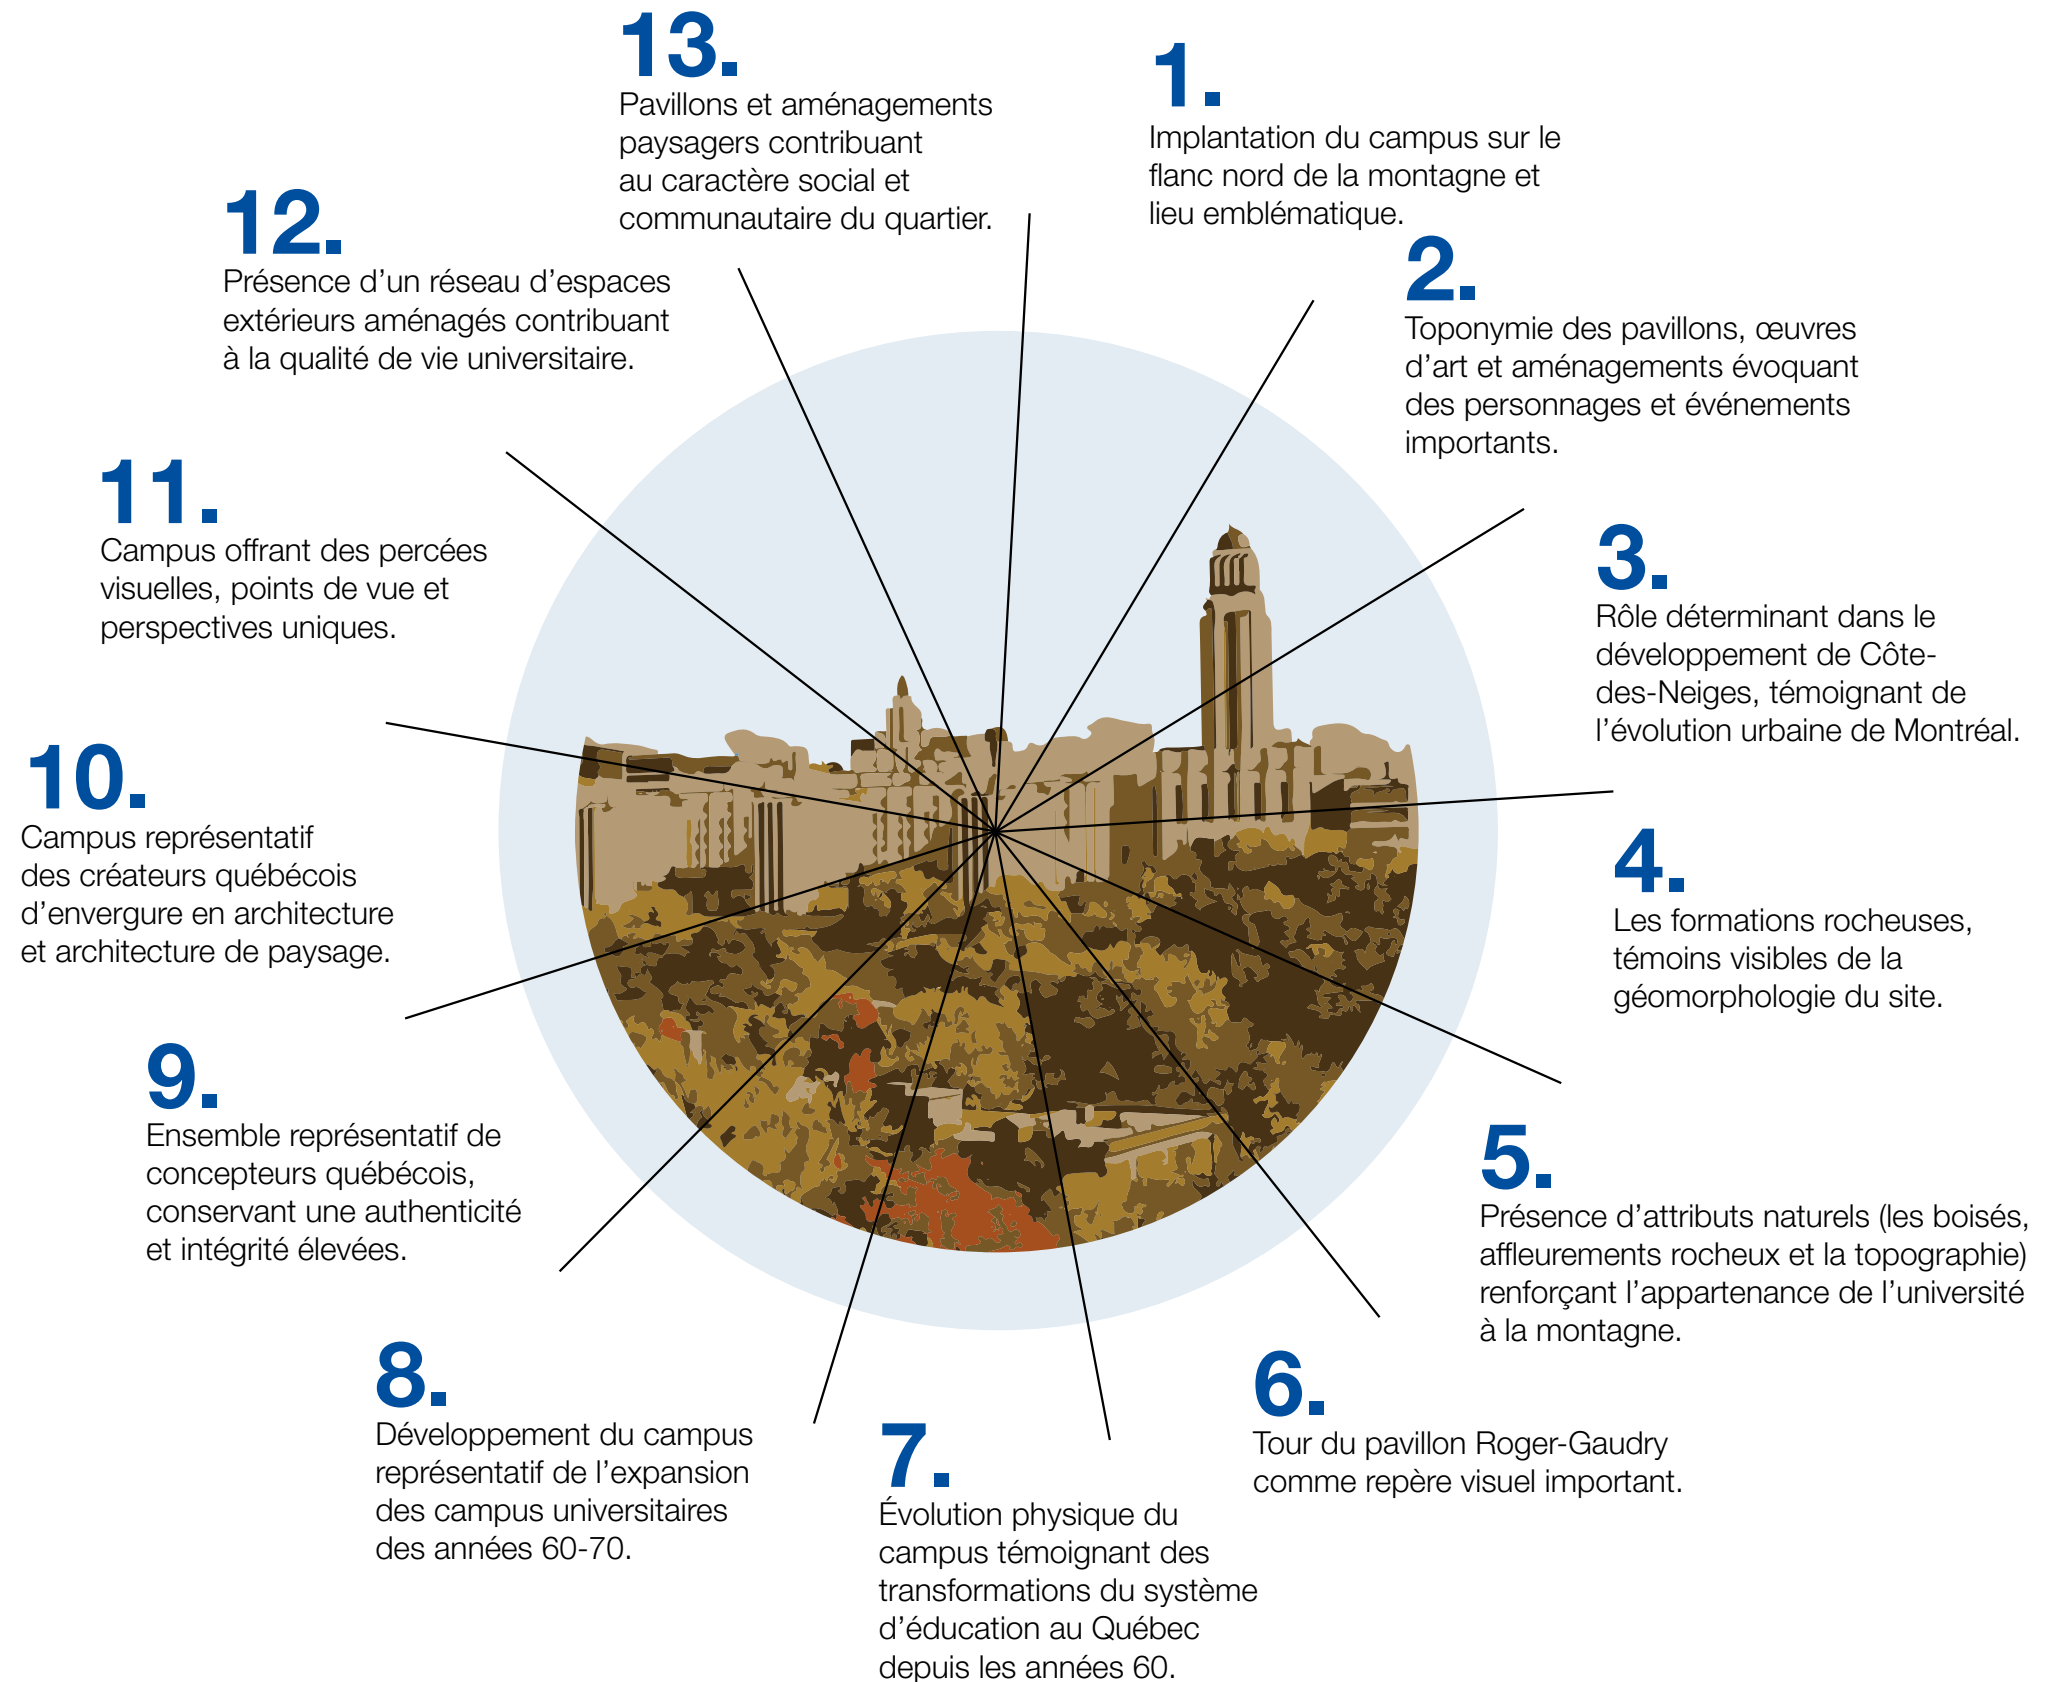 1.
Implantation du campus sur le
flanc nord de la montagne et
lieu emblématique.
2.
Toponymie des pavillons, œuvres
d’art et aménagements évoquant
des personnages et événements
importants.
3.
Rôle déterminant dans le
développement de Côte-
des-Neiges, témoignant de
l’évolution urbaine de Montréal.
4.
Les formations rocheuses,
témoins visibles de la
géomorphologie du site.
5.
Présence d’attributs naturels (les boisés,
affleurements rocheux et la topographie)
renforçant l’appartenance de l’université
à la montagne.
6.
Tour du pavillon Roger-Gaudry
comme repère visuel important.
7.
Évolution physique du
campus témoignant des
transformations du système
d’éducation au Québec
depuis les années 60.
8.
Développement du campus
représentatif de l’expansion
des campus universitaires
des années 60-70.
9.
Ensemble représentatif de
concepteurs québécois,
conservant une authenticité
et intégrité élevées.
10.
Campus représentatif
des créateurs québécois
d’envergure en architecture
et architecture de paysage.
11.
Campus offrant des percées
visuelles, points de vue et
perspectives uniques.
12.
Présence d’un réseau d’espaces
extérieurs aménagés contribuant
à la qualité de vie universitaire.
13.
Pavillons et aménagements
paysagers contribuant
au caractère social et
communautaire du quartier.